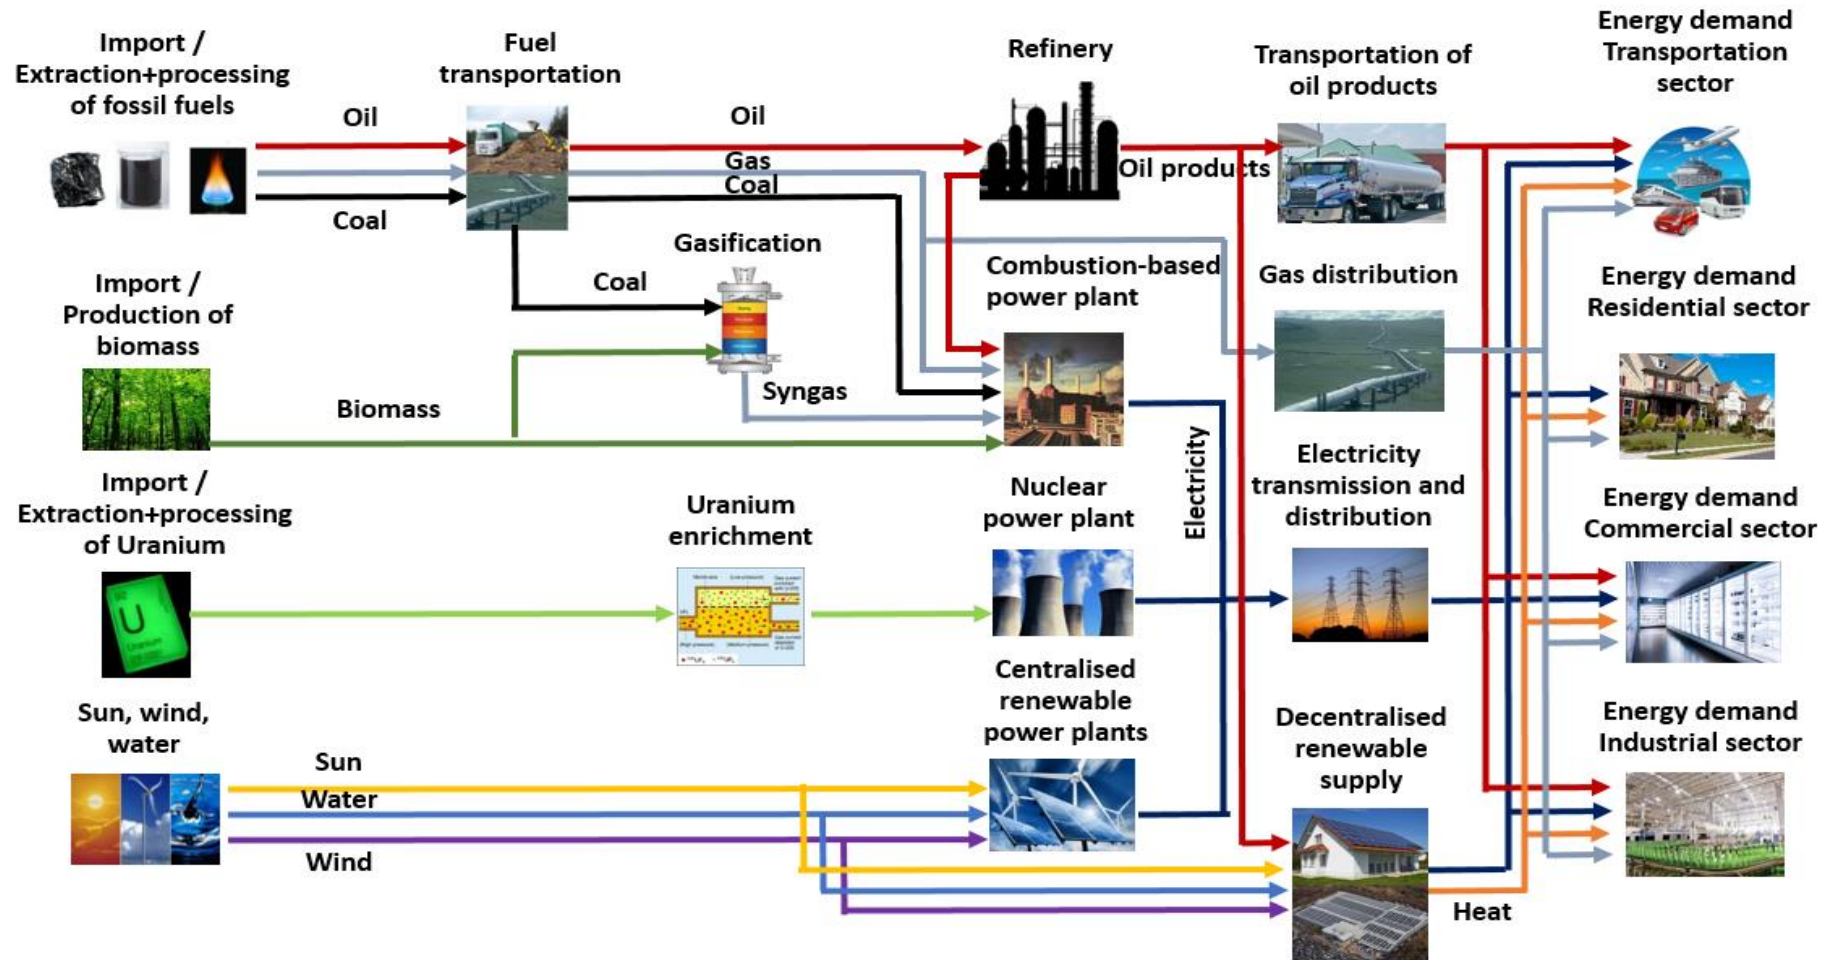 Import /
Extraction+processing
of fossil fuels
Oil
Coal
Fuel
transportation
Oil
Gas
Coal
Refinery
Oil products
Transportation of
oil products
Energy demand
Transportation
sector
Gasification
Coal
Syngas
Combustion-based
power plant
Gas distribution
Energy demand
Residential sector
Import /
Production of
biomass
Biomass
Electricity
Import /
Extraction+processing
of Uranium
U
Uranium
Uranium
enrichment
Nuclear
power plant
Electricity
transmission and
distribution
Energy demand
Commercial sector
Sun, wind,
water
Sun
Water
Wind
Centralised
renewable
power plants
Decentralised
renewable
supply
Heat
Energy demand
Industrial sector